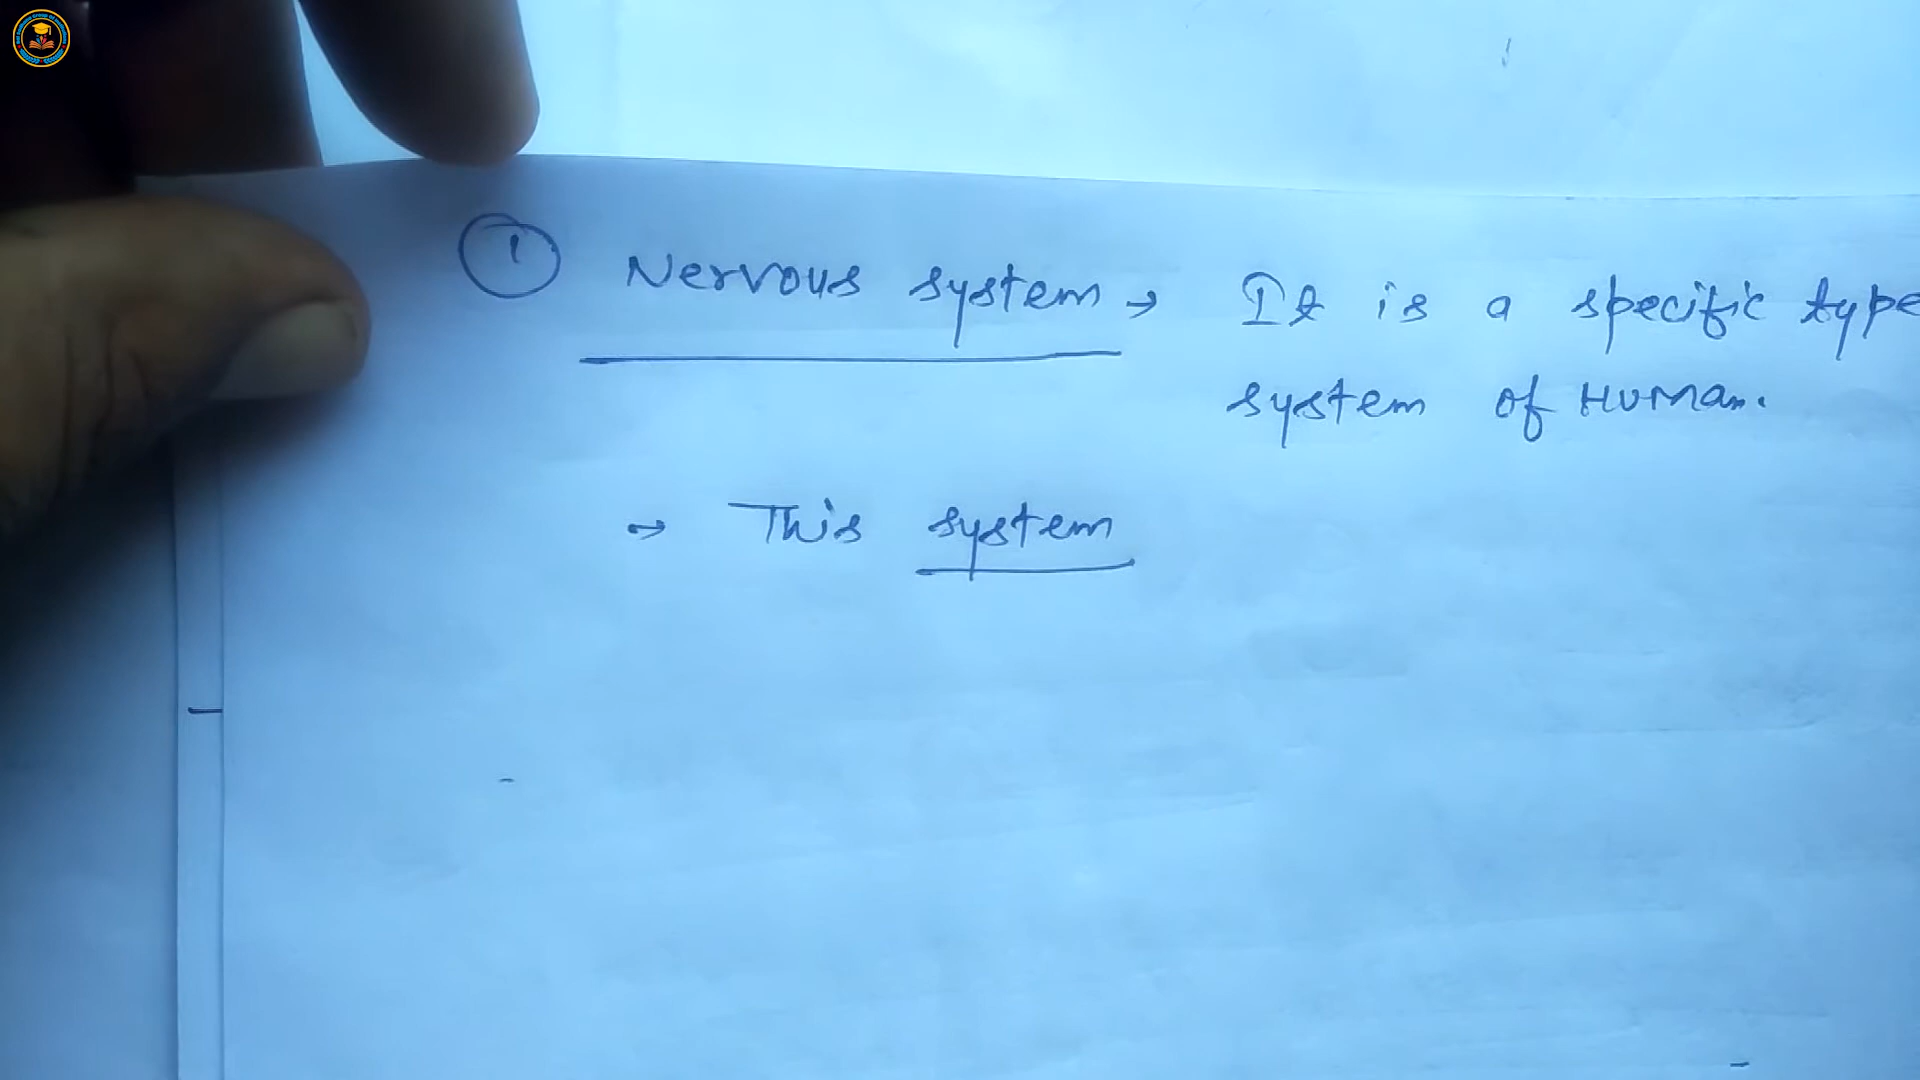 ① Nervous system → It is a specific type
system of Human.
→ This system